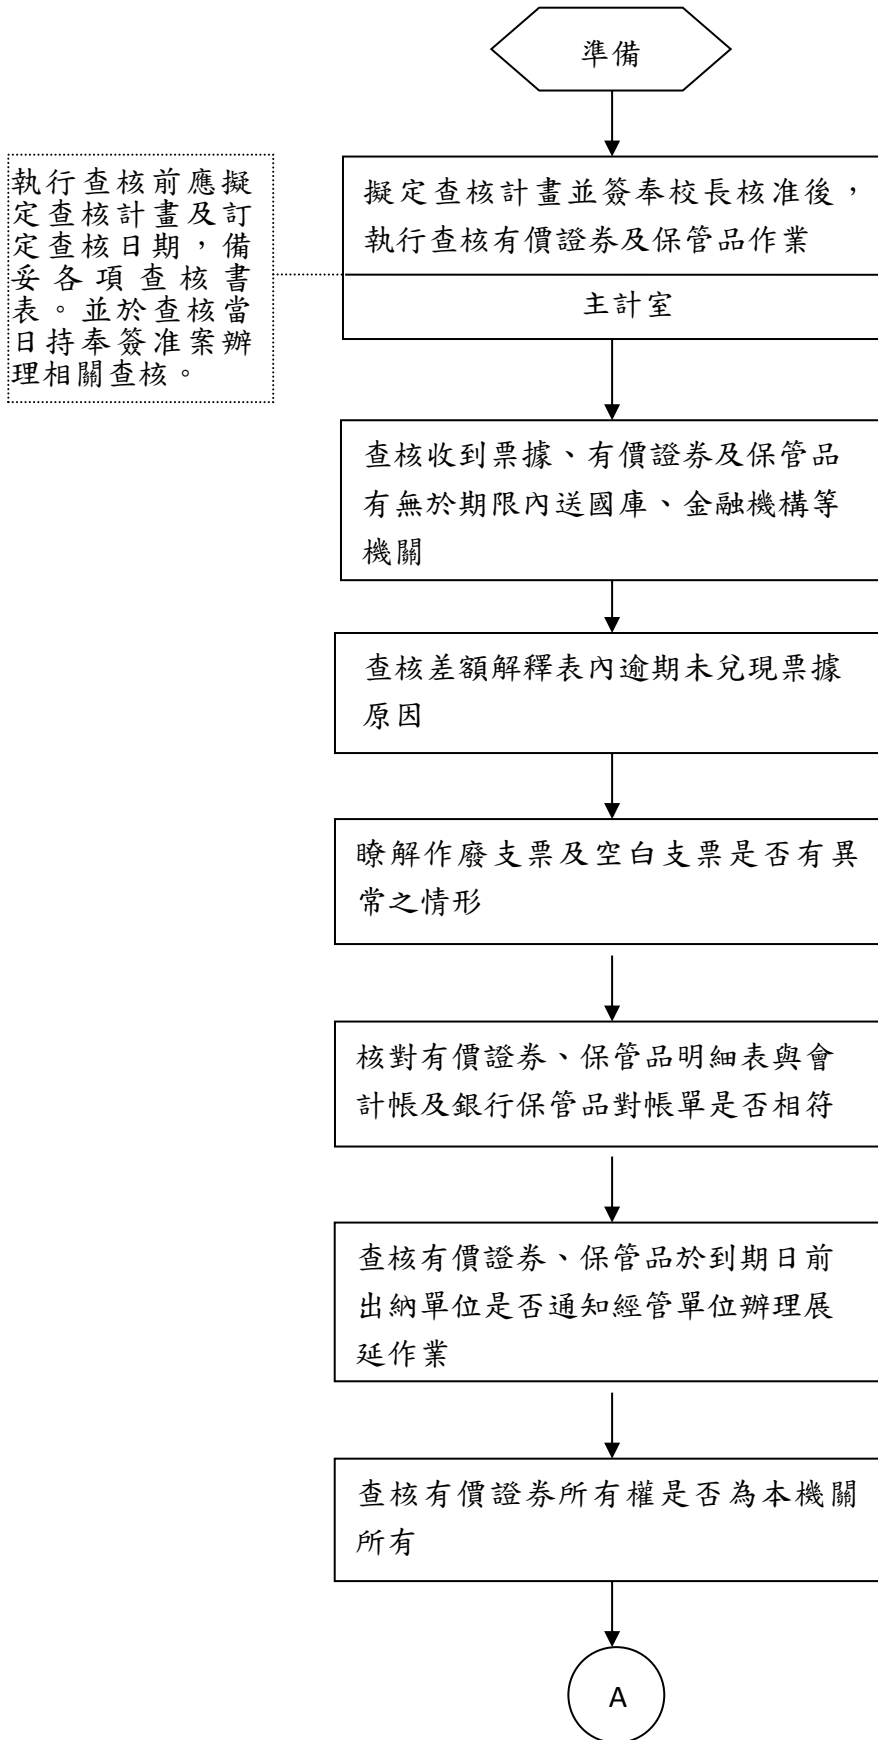 準備
執行查核前應擬
定查核計畫及訂
定查核日期，備
妥各項查核書
表。並於查核當
日持奉簽准案辦
理相關查核。
擬定查核計畫並簽奉校長核准後，
執行查核有價證券及保管品作業
主計室
查核收到票據、有價證券及保管品
有無於期限內送國庫、金融機構等
機關
查核差額解釋表內逾期未兌現票據
原因
瞭解作廢支票及空白支票是否有異
常之情形
核對有價證券、保管品明細表與會
計帳及銀行保管品對帳單是否相符
查核有價證券、保管品於到期日前
出納單位是否通知經管單位辦理展
延作業
查核有價證券所有權是否為本機關
所有
A